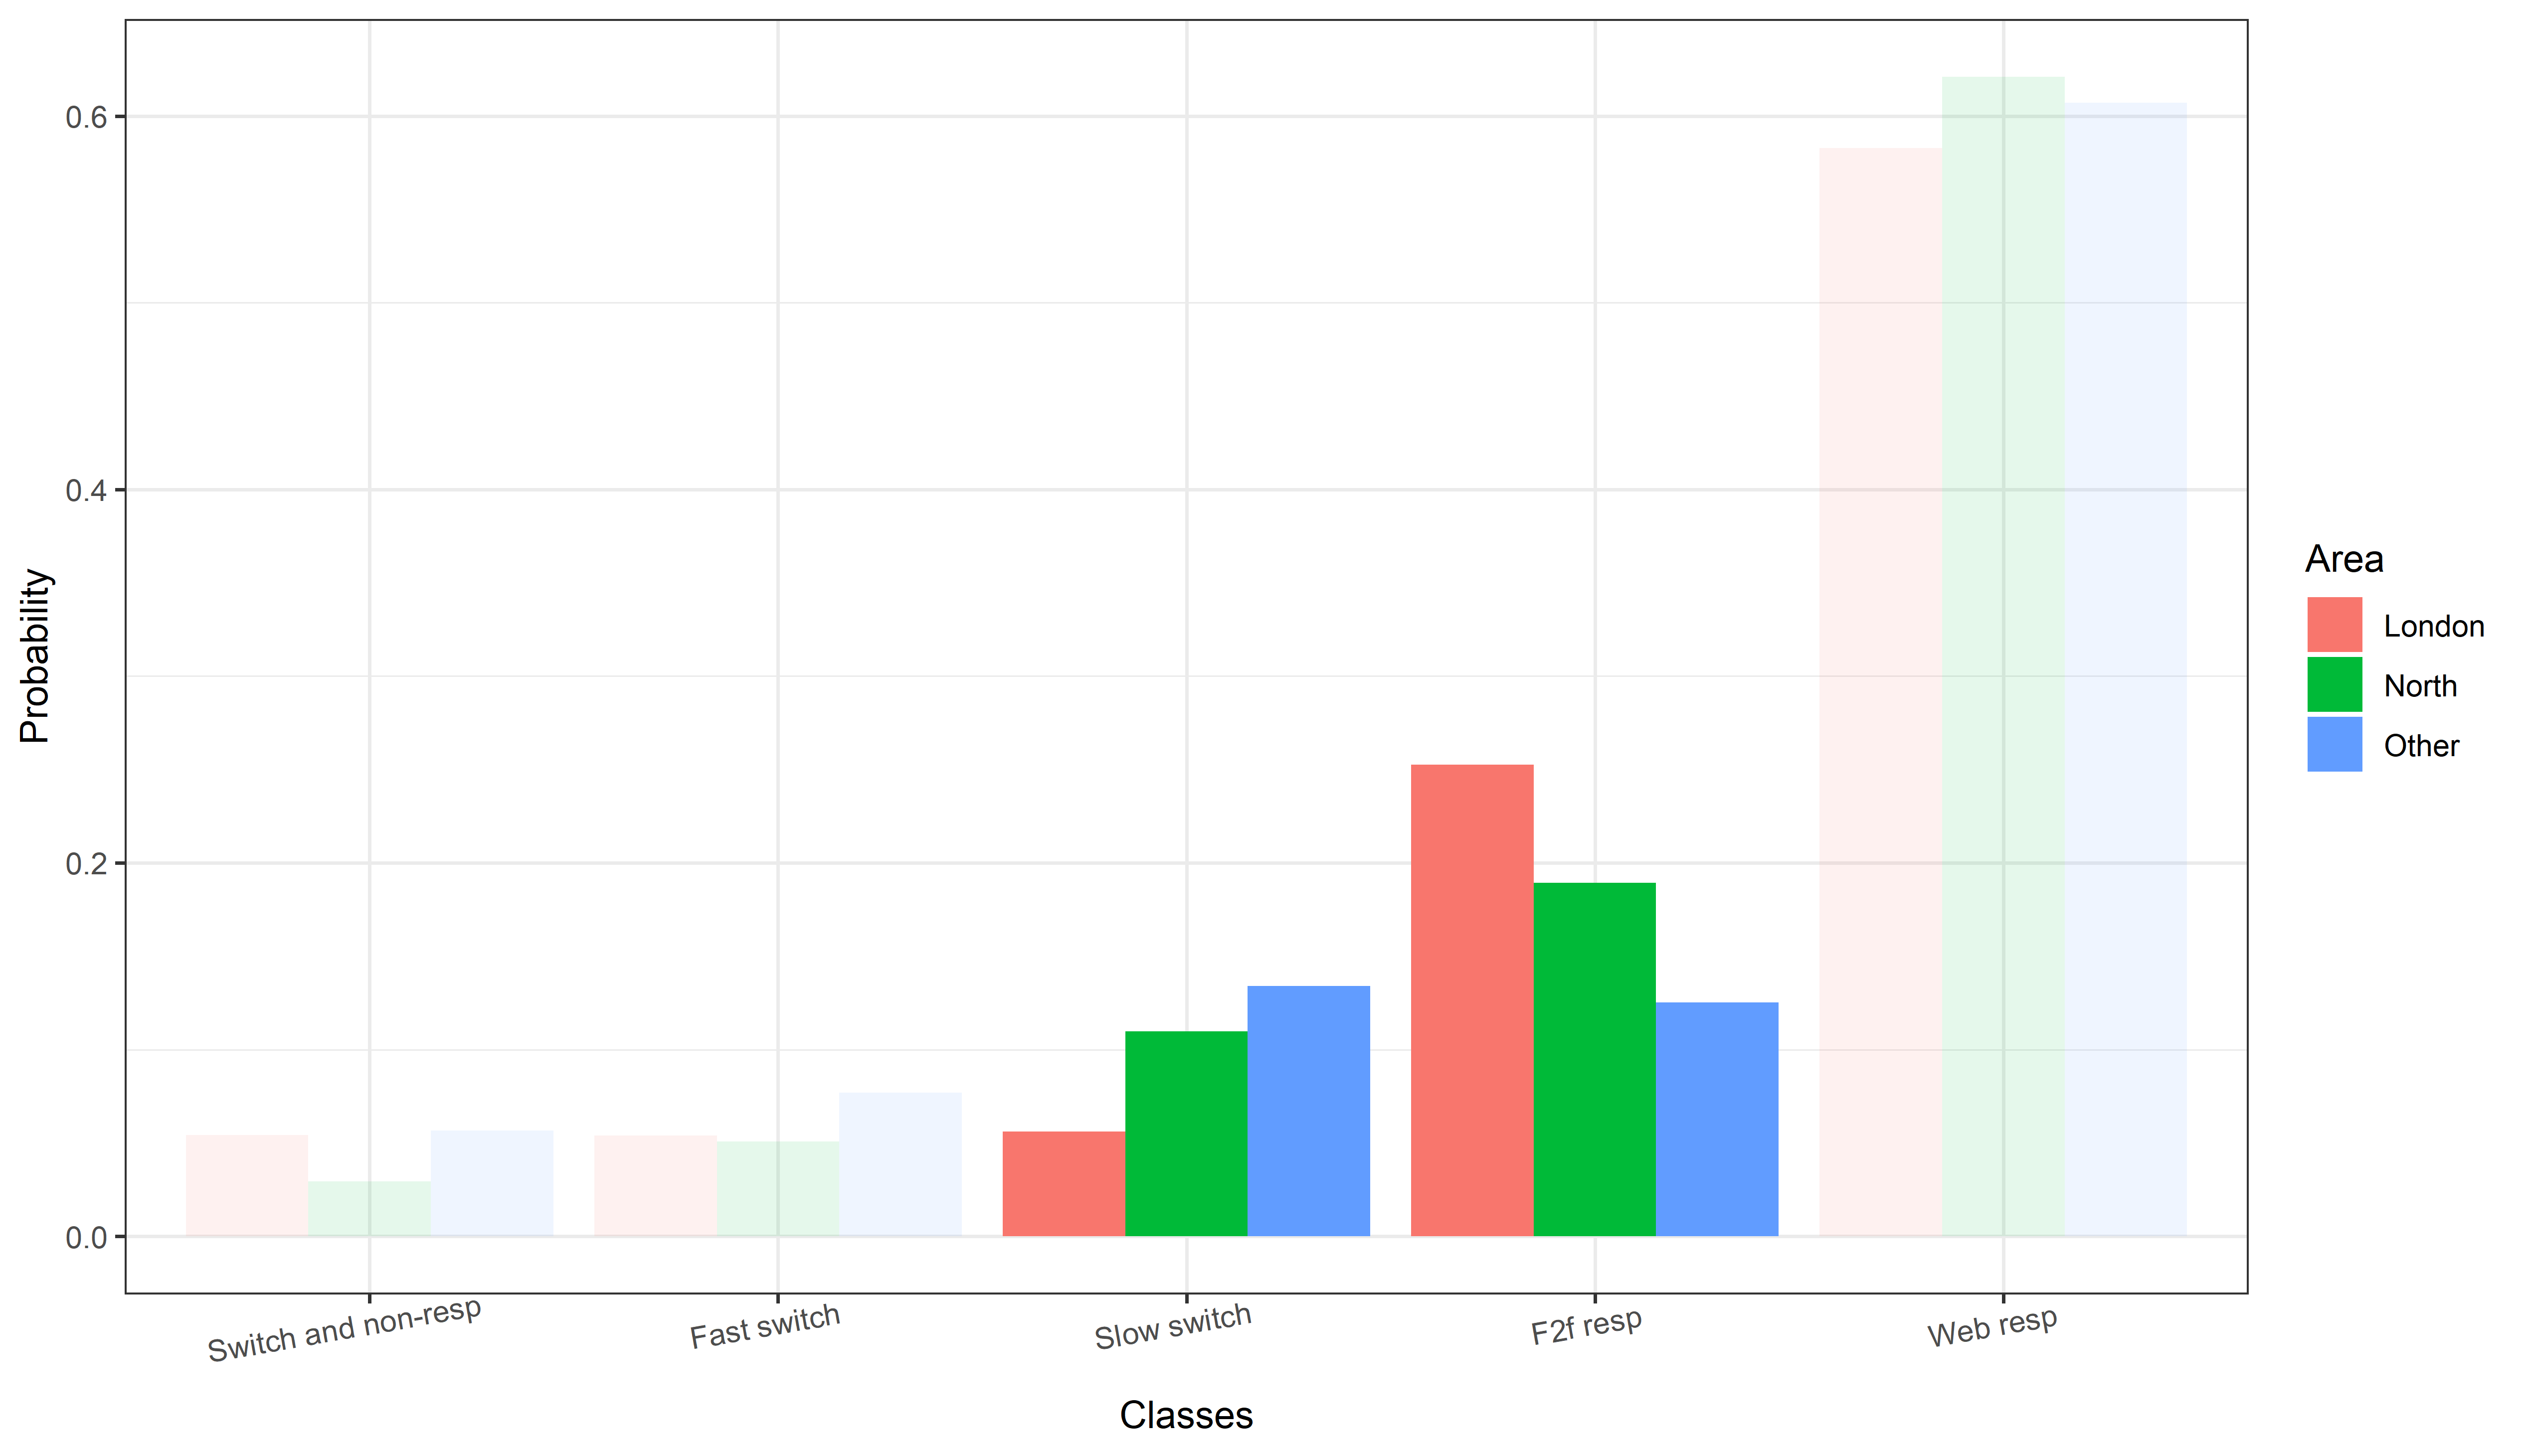 0.6
0.4
0.2
0.0
Probability
Switch and non-resp
Fast switch
Slow switch
F2f resp
Web resp
Classes
Area
London
North
Other